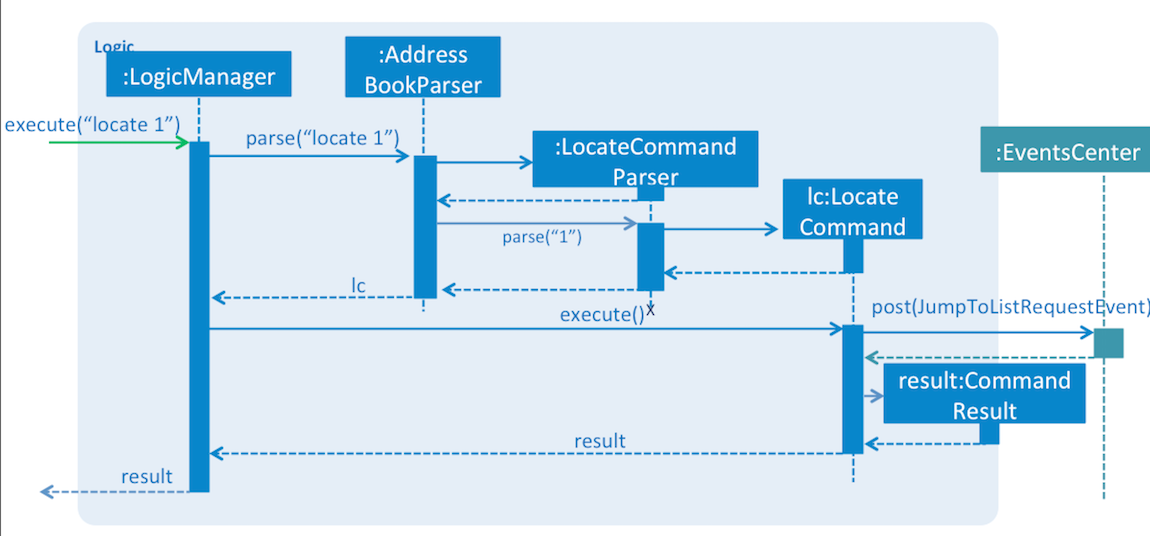 Logic
:LogicManager
:Address
BookParser
execute(“locate 1”)
parse(“locate 1”)
:LocateCommand
Parser
:EventsCenter
lc:Locate
Command
parse(“1”)
lc
execute()
X
post(JumpToListRequestEvent)
result:Command
Result
result
result